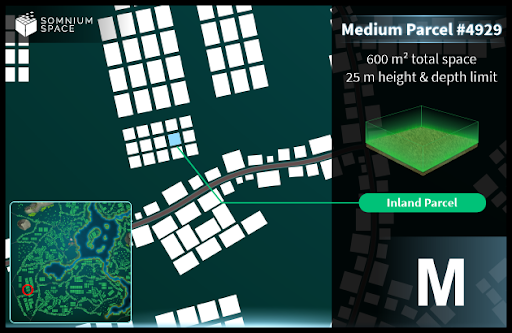 SOMNIUM
SPACE
Medium Parcel #4929
600 m² total space
25 m height & depth limit
Inland Parcel
M